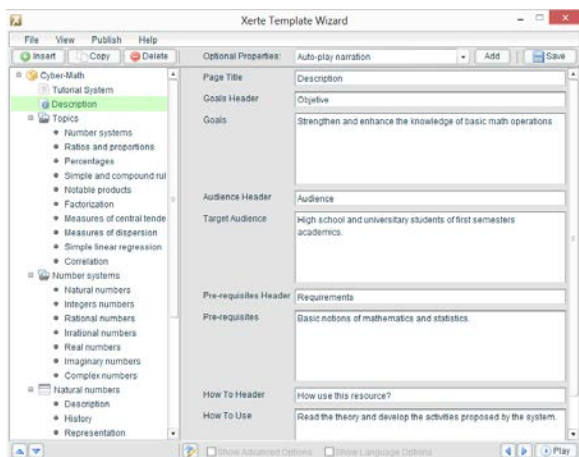 Xerte Template Wizard
File View Publish Help
Insert Copy Delete Optional Properties: Auto-play narration Add Save
Cyber-Math
Tutorial System
Description
Topics
Number systems
Ratios and proportions
Percentages
Simple and compound rul
Notable products
Factorization
Measures of central tende
Measures of dispersion
Simple linear regression
Correlation
Number systems
Natural numbers
Integers numbers
Rational numbers
Irrational numbers
Real numbers
Imaginary numbers
Complex numbers
Natural numbers
Description
History
Representation
Page Title Description
Goals Header Objetive
Goals Strengthen and enhance the knowledge of basic math operations
Audience Header Audience
Target Audience High school and universitary students of first semesters
academics.
Pre-requisites Header Requirements
Pre-requisites Basic notions of mathematics and statistics.
How To Header How use this resource?
How To Use Read the theory and develop the activities proposed by the system.
Show Advanced Options Show Language Options Play